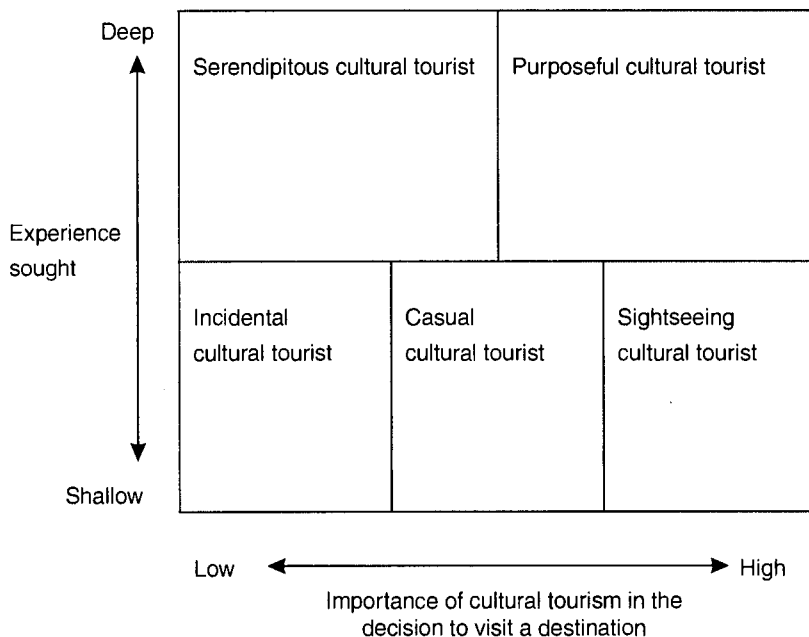 Deep
Serendipitous cultural tourist
Purposeful cultural tourist
Experience
sought
Incidental
cultural tourist
Casual
cultural tourist
Sightseeing
cultural tourist
Shallow
Low
High
Importance of cultural tourism in the
decision to visit a destination